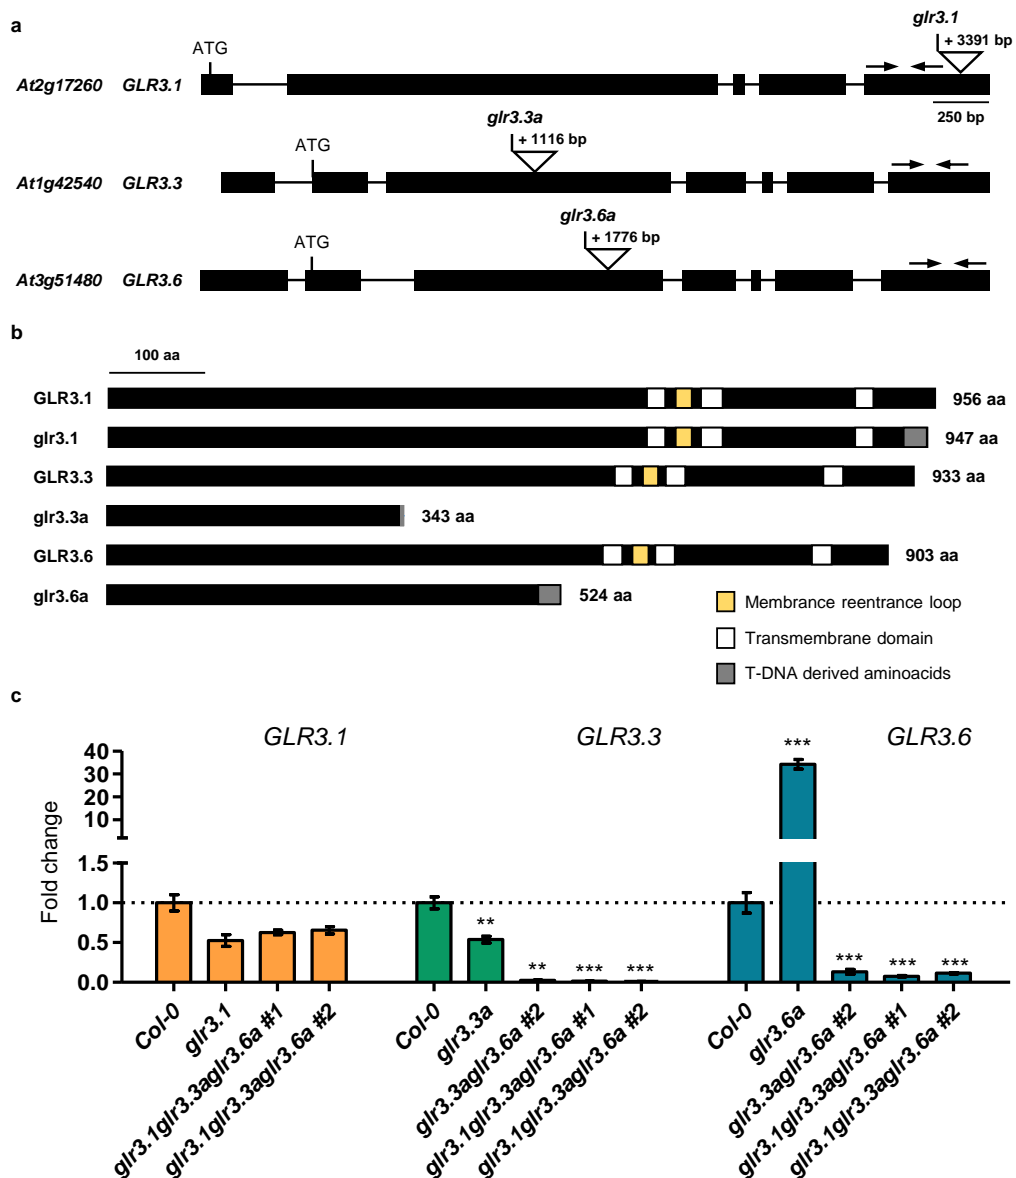 a
glr3.1
ATG
+ 3391 bp
At2g17260 GLR3.1
250 bp
glr3.3a
ATG
+ 1116 bp
At1g42540 GLR3.3
glr3.6a
ATG
+ 1776 bp
At3g51480 GLR3.6
b
100 aa
GLR3.1 956 aa
glr3.1 947 aa
GLR3.3 933 aa
glr3.3a 343 aa
GLR3.6 903 aa
glr3.6a 524 aa
Membrance reentrance loop
Transmembrane domain
T-DNA derived aminoacids
c
GLR3.1 GLR3.3 GLR3.6
Fold change
40
30
20
10
1.5
1.0
0.5
0.0
** ** *** *** *** *** *** ***
Col-0
glr3.1
glr3.1glr3.3aglr3.6a #1
glr3.1glr3.3aglr3.6a #2
Col-0
glr3.3a
glr3.3aglr3.6a #2
glr3.1glr3.3aglr3.6a #1
glr3.1glr3.3aglr3.6a #2
Col-0
glr3.6a
glr3.3aglr3.6a #2
glr3.1glr3.3aglr3.6a #1
glr3.1glr3.3aglr3.6a #2